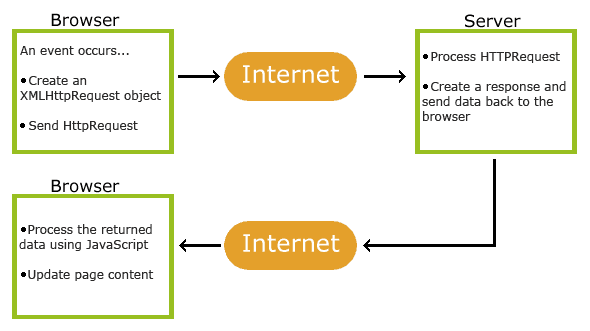 Browser
An event occurs...
•Create an
XMLHttpRequest object
•Send HttpRequest
Internet
Server
•Process HTTPRequest
•Create a response and
send data back to the
browser
Browser
•Process the returned
data using JavaScript
•Update page content
Internet